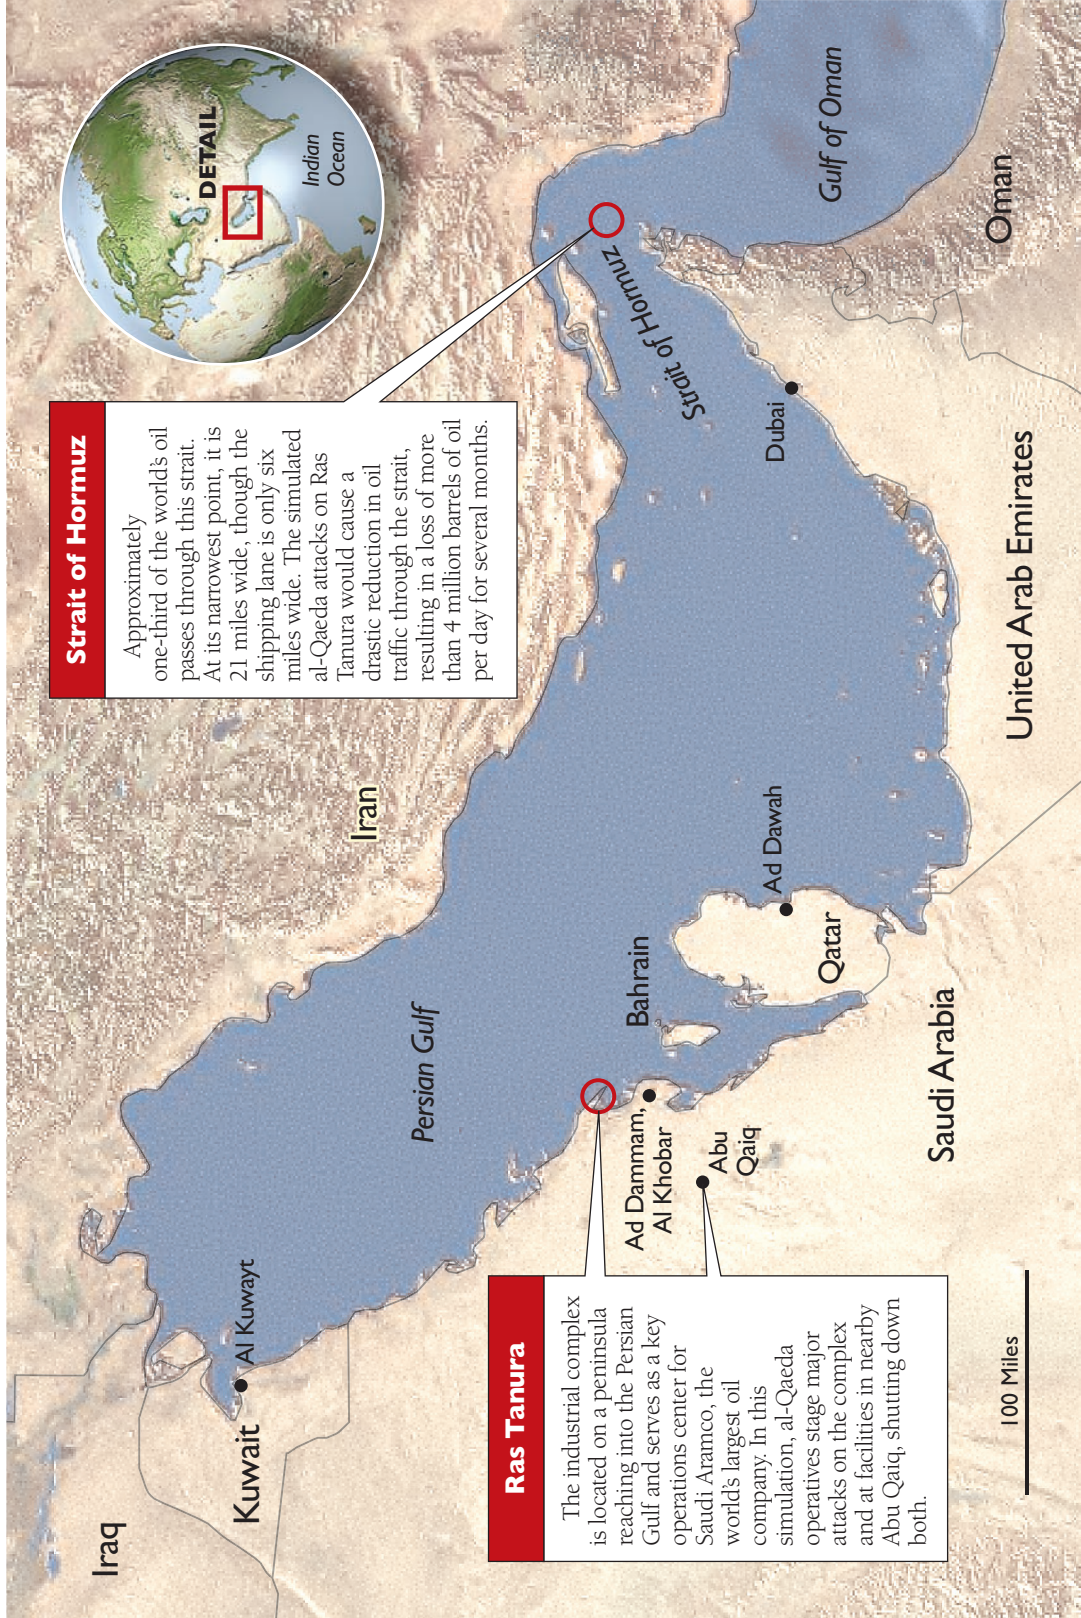 Iraq
Kuwait
Al Kuwayt
Iran
Persian Gulf
Bahrain
Ad Dammam,
Al Khobar
Abu
Qaiq
Qatar
Ad Dawah
Saudi Arabia
United Arab Emirates
Dubai
Strait of Hormuz
Gulf of Oman
Oman
DETAIL
Indian
Ocean
Strait of Hormuz
Approximately
one-third of the world's oil
passes through this strait.
At its narrowest point, it is
21 miles wide, though the
shipping lane is only six
miles wide. The simulated
al-Qaeda attacks on Ras
Tanura would cause a
drastic reduction in oil
traffic through the strait,
resulting in a loss of more
than 4 million barrels of oil
per day for several months.
Ras Tanura
The industrial complex
is located on a peninsula
reaching into the Persian
Gulf and serves as a key
operations center for
Saudi Aramco, the
world's largest oil
company. In this
simulation, al-Qaeda
operatives stage major
attacks on the complex
and at facilities in nearby
Abu Qaiq, shutting down
both.
100 Miles